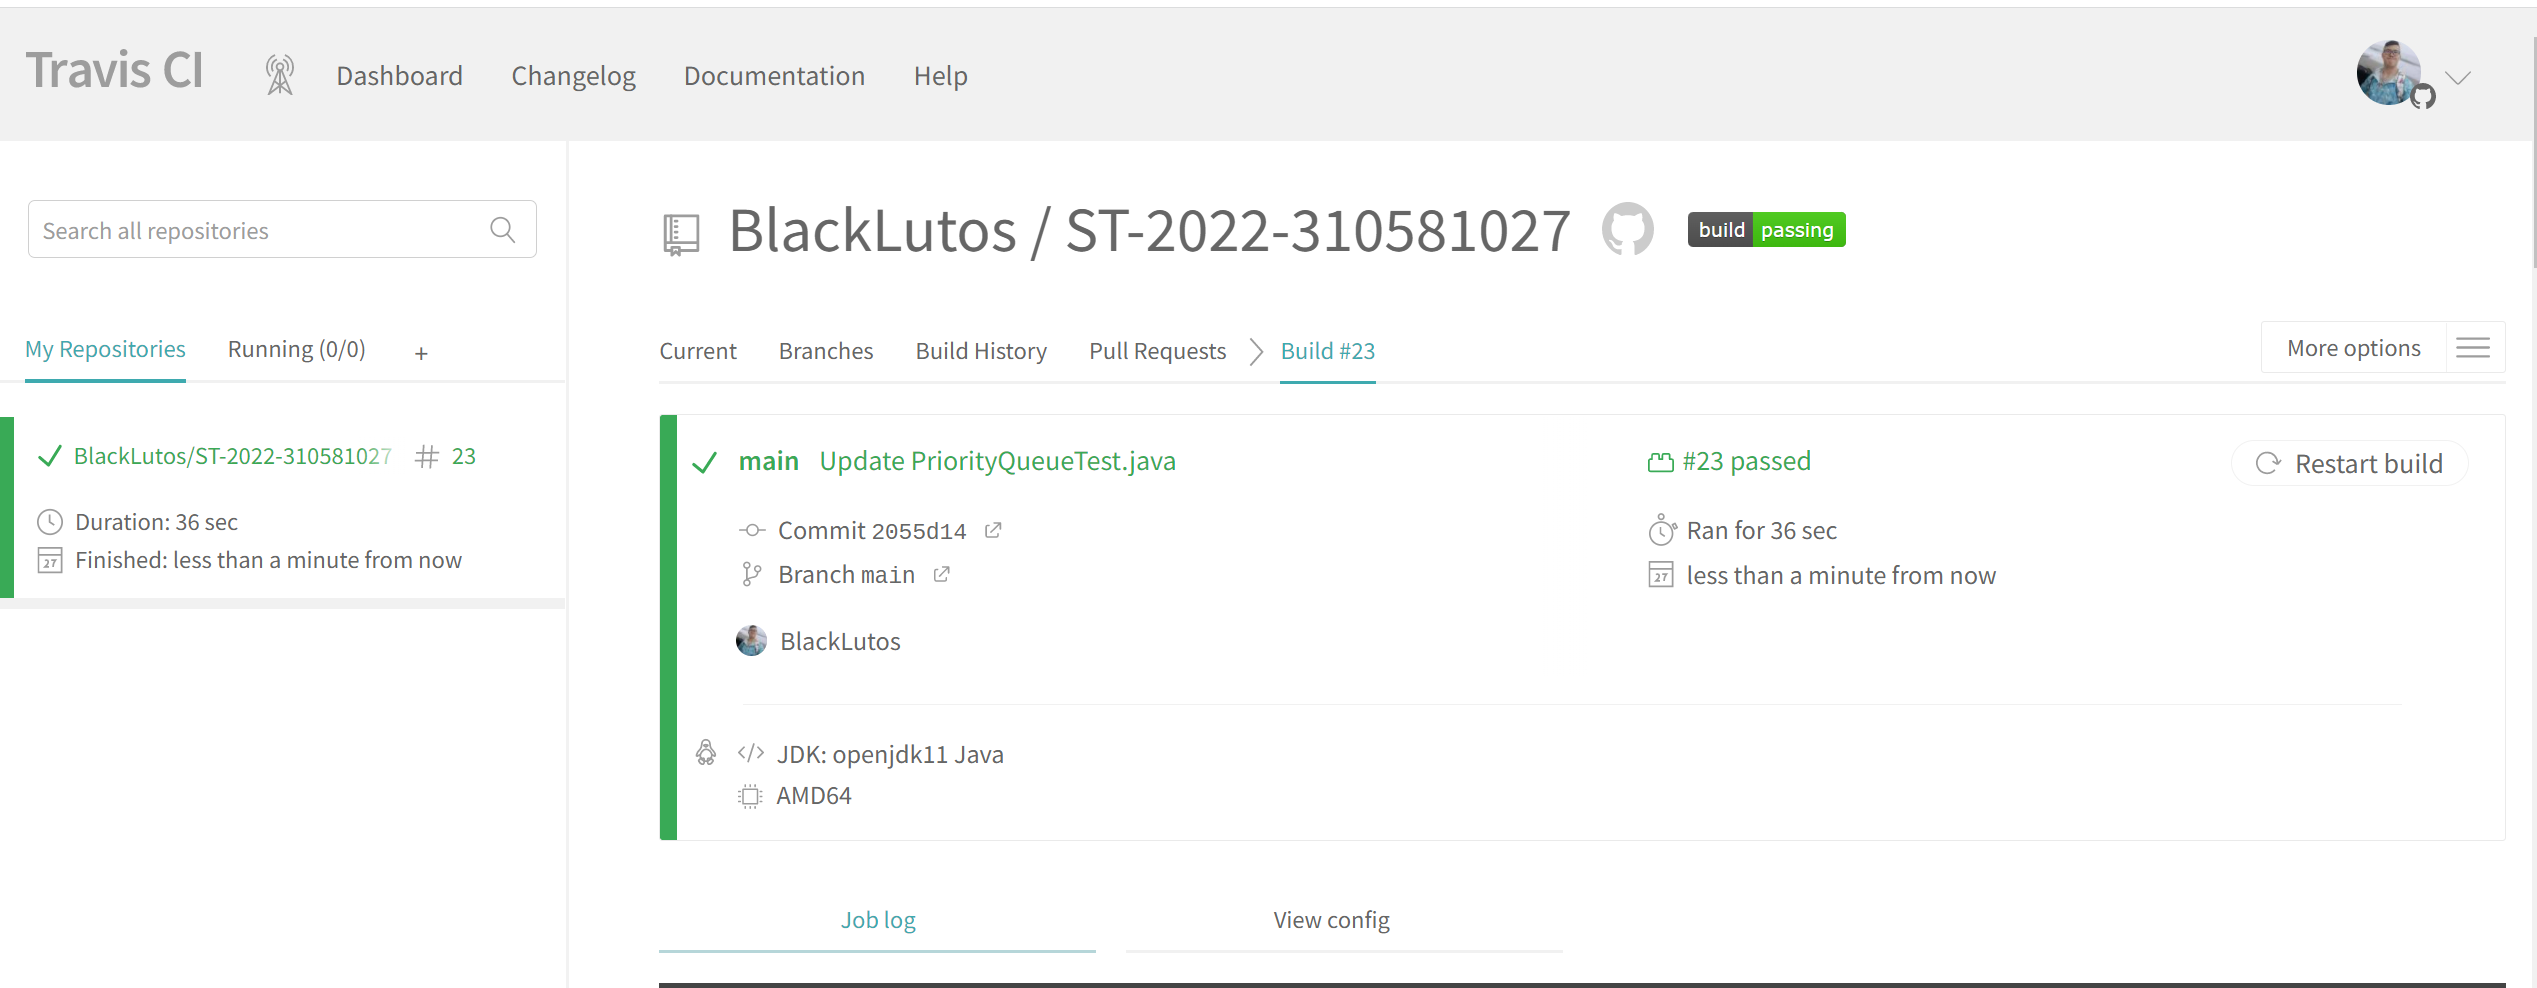 Travis CI
Dashboard
Changelog
Documentation
Help
Search all repositories
My Repositories
Running (0/0)
+
BlackLutos/ST-2022-310581027
# 23
Duration: 36 sec
27
Finished: less than a minute from now
BlackLutos / ST-2022-310581027
build passing
Current
Branches
Build History
Pull Requests
Build #23
More options
main Update PriorityQueueTest.java
Commit 2055d14
Branch main
BlackLutos
#23 passed
Ran for 36 sec
27
less than a minute from now
Restart build
</> JDK: openjdk11 Java
AMD64
Job log
View config